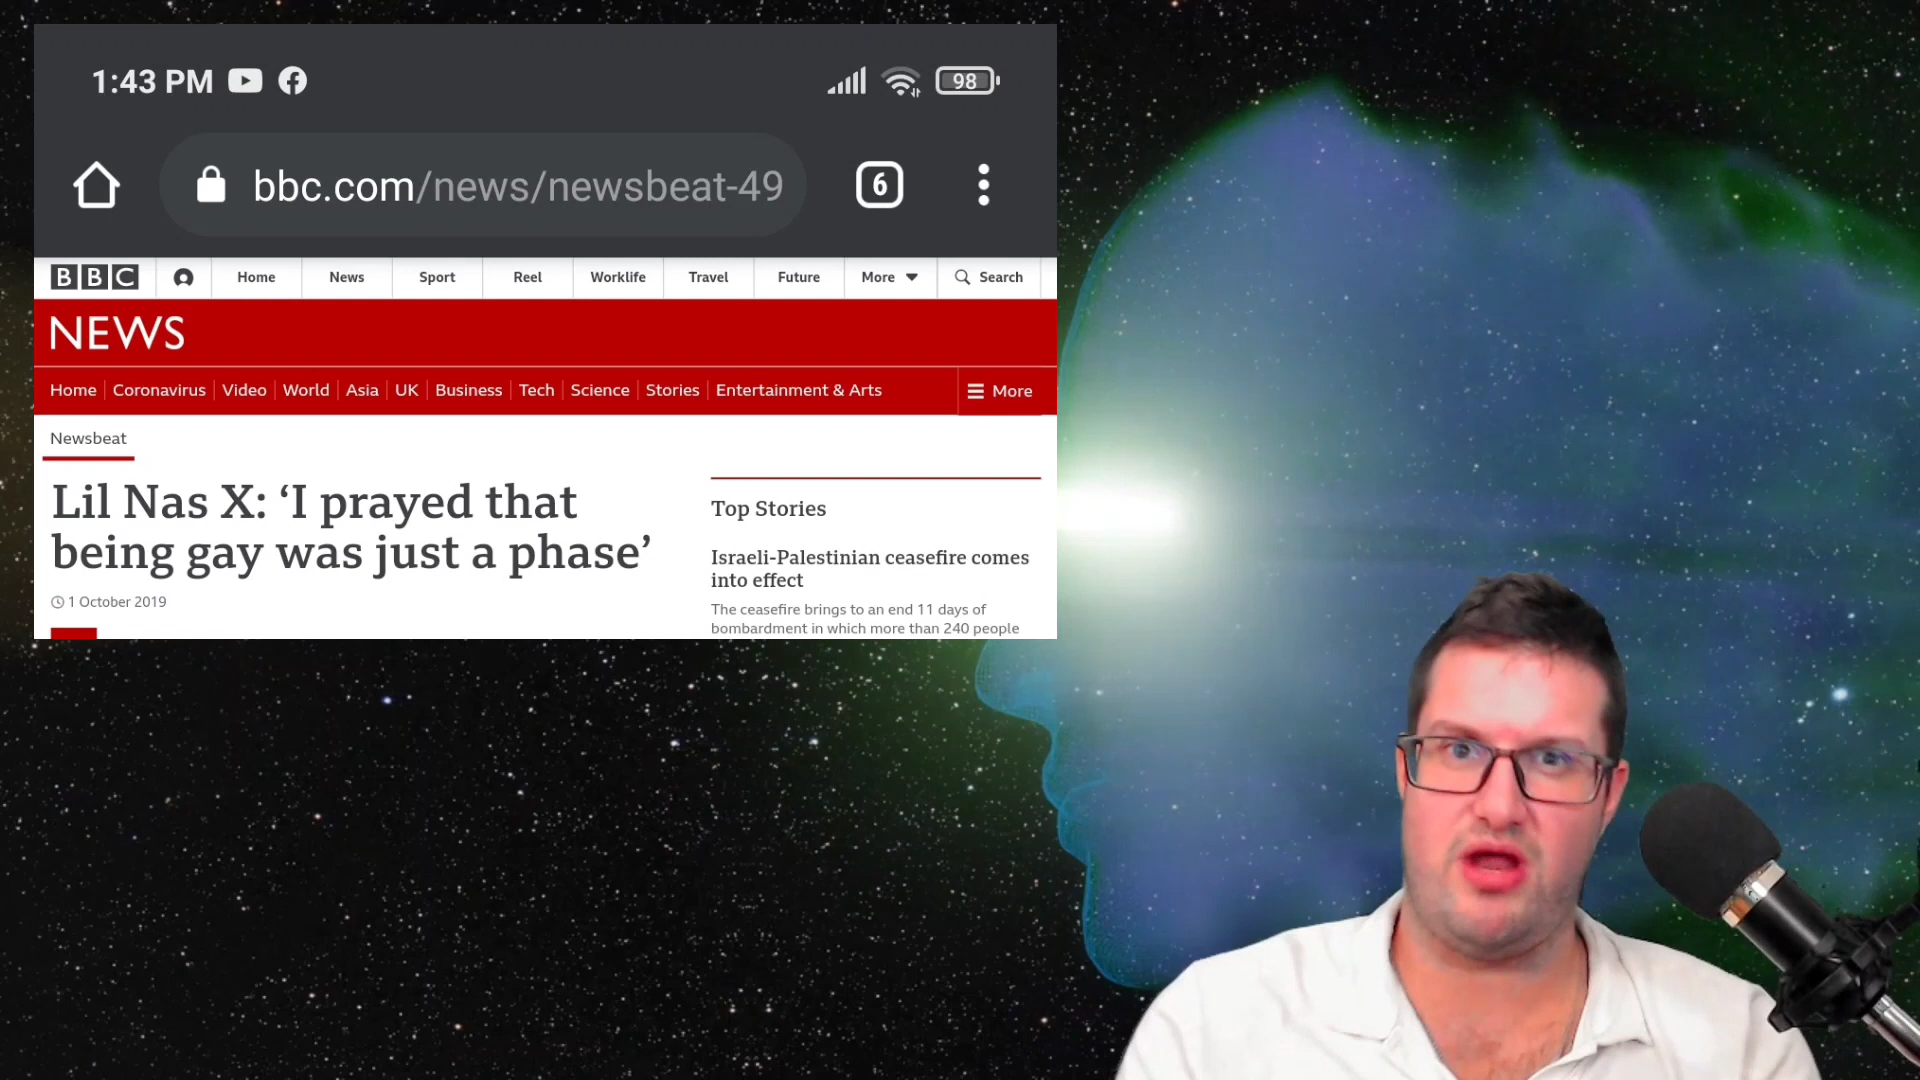 1:43 PM
98
bbc.com/news/newsbeat-49
6
BBC
Home
News
Sport
Reel
Worklife
Travel
Future
More
Search
NEWS
Home
Coronavirus
Video
World
Asia
UK
Business
Tech
Science
Stories
Entertainment & Arts
More
Newsbeat
Lil Nas X: ‘I prayed that
being gay was just a phase’
1 October 2019
Top Stories
Israeli-Palestinian ceasefire comes
into effect
The ceasefire brings to an end 11 days of
bombardment in which more than 240 people